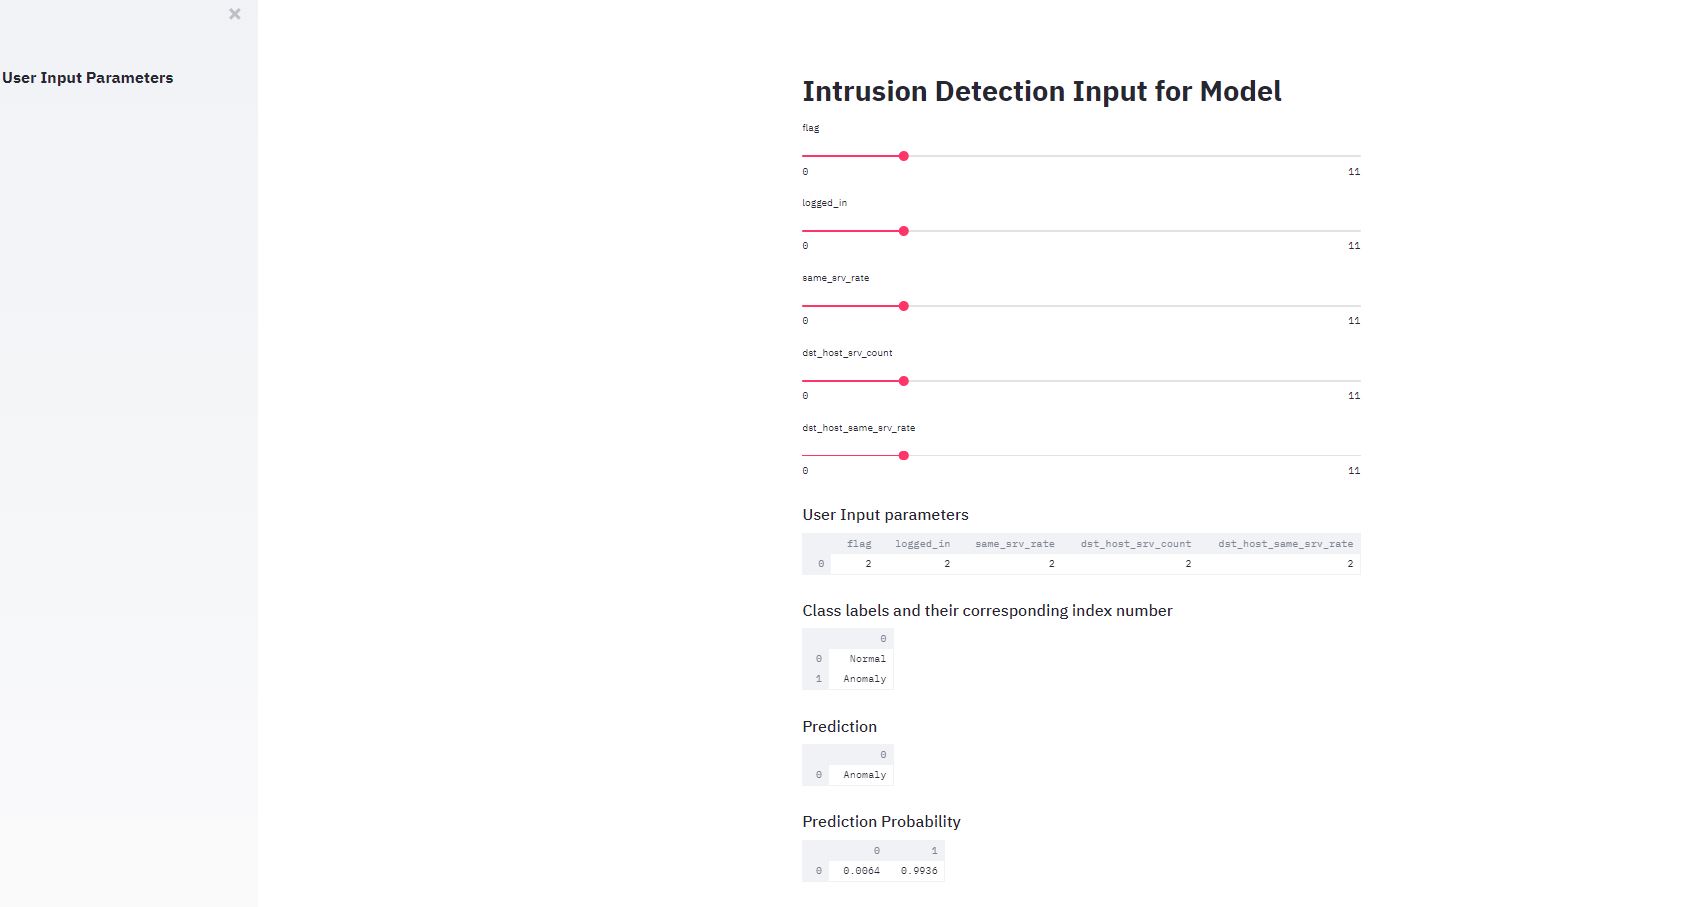 ×
User Input Parameters
Intrusion Detection Input for Model
flag
0 11
logged_in
0 11
same_srv_rate
0 11
dst_host_srv_count
0 11
dst_host_same_srv_rate
0 11
User Input parameters
flag logged_in same_srv_rate dst_host_srv_count dst_host_same_srv_rate
0 2 2 2 2 2
Class labels and their corresponding index number
0
0 Normal
1 Anomaly
Prediction
0
0 Anomaly
Prediction Probability
0 1
0 0.0064 0.9936